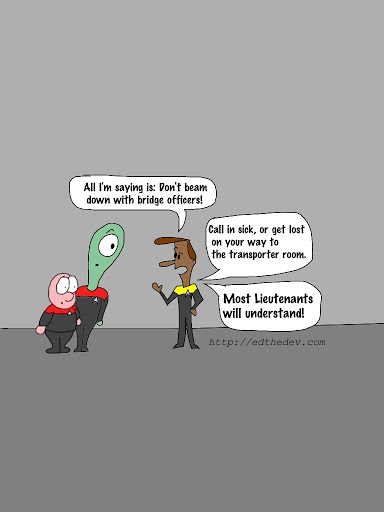 All I'm saying is: Don't beam
down with bridge officers!
Call in sick, or get lost
on your way to
the transporter room.
Most Lieutenants
will understand!
http://edthedev.com